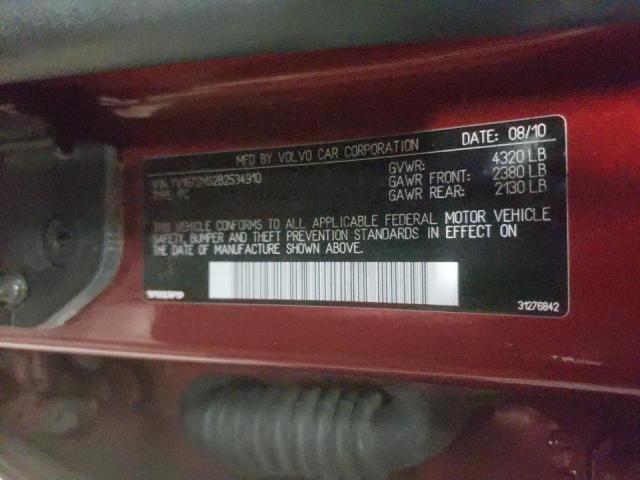 MFD BY VOLVO CAR CORPORATION DATE: 08/10
VIN: YV1672MS2B2534910
TYPE: PC
GVWR: 4320 LB
GAWR FRONT: 2380 LB
GAWR REAR: 2130 LB
THIS VEHICLE CONFORMS TO ALL APPLICABLE FEDERAL MOTOR VEHICLE
SAFETY, BUMPER AND THEFT PREVENTION STANDARDS IN EFFECT ON
THE DATE OF MANUFACTURE SHOWN ABOVE.
VOLVO
31276842